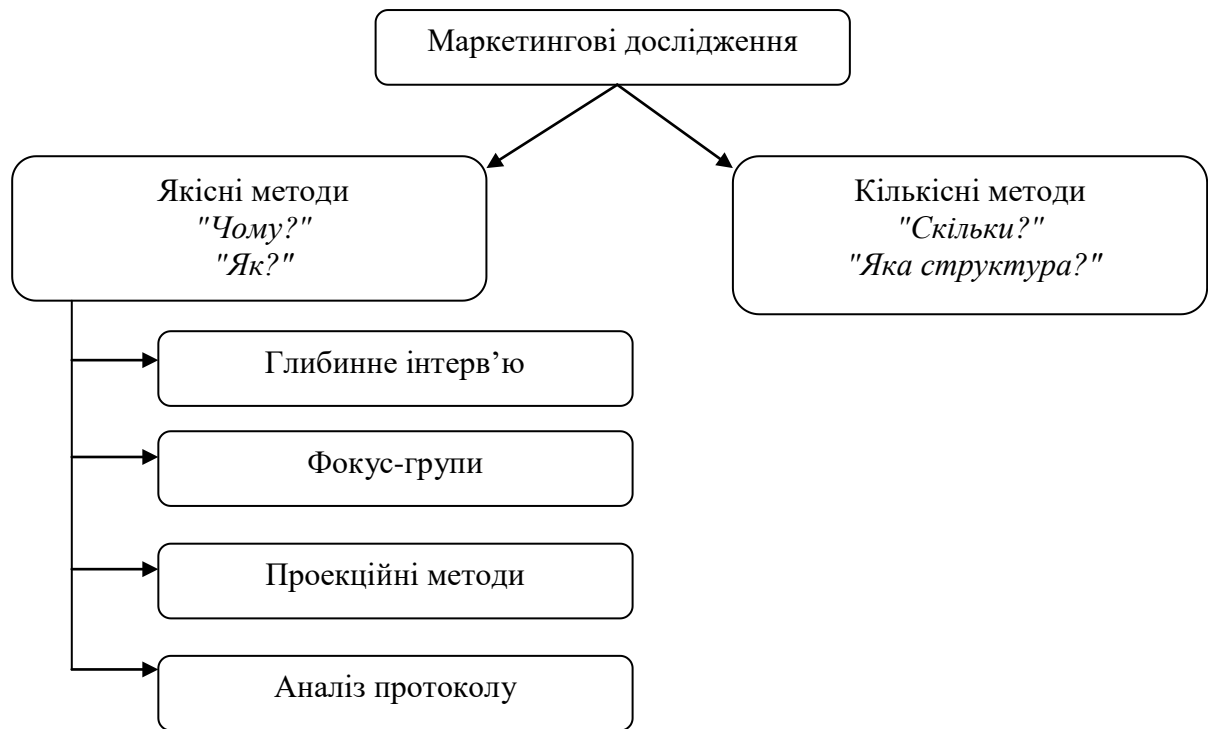 Маркетингові дослідження
Якісні методи
"Чому?"
"Як?"
Кількісні методи
"Скільки?"
"Яка структура?"
Глибинне інтерв’ю
Фокус-групи
Проекційні методи
Аналіз протоколу